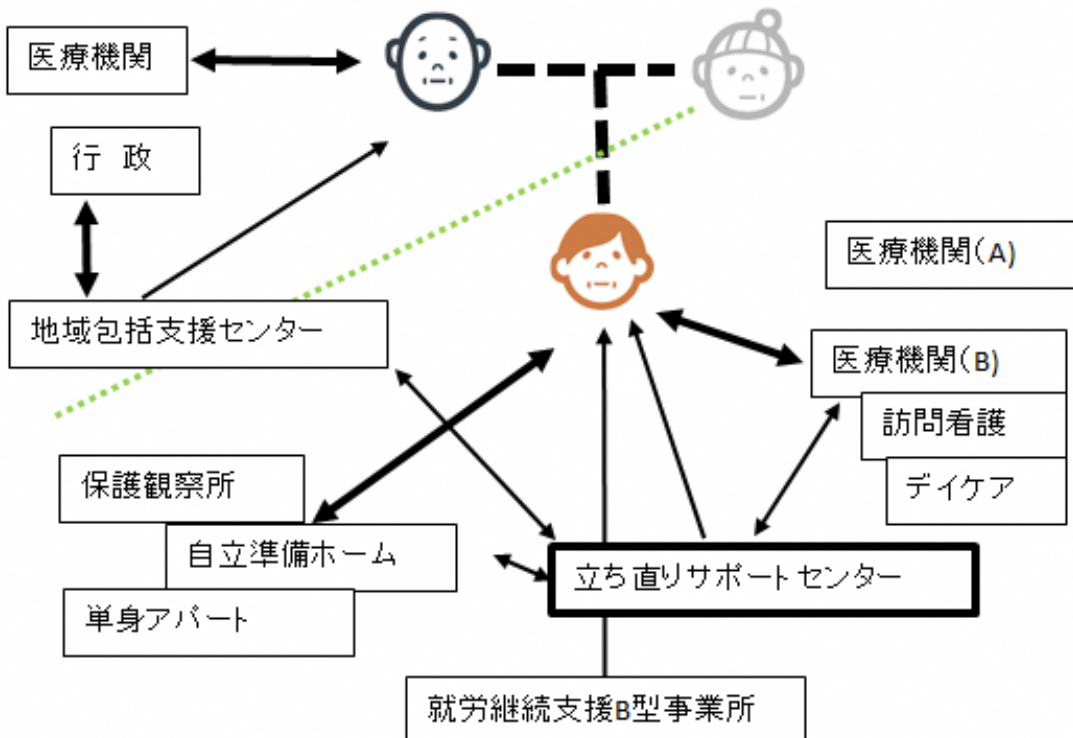 医療機関
行 政
医療機関(A)
地域包括支援センター
医療機関(B)
訪問看護
デイケア
保護観察所
自立準備ホーム
立ち直りサポートセンター
単身アパート
就労継続支援B型事業所